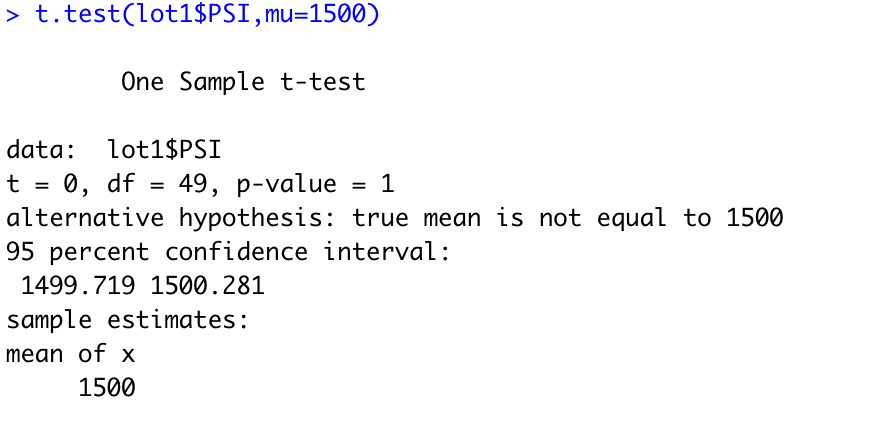 > t.test(lot1$PSI,mu=1500)
One Sample t-test
data:  lot1$PSI
t = 0, df = 49, p-value = 1
alternative hypothesis: true mean is not equal to 1500
95 percent confidence interval:
1499.719 1500.281
sample estimates:
mean of x
1500